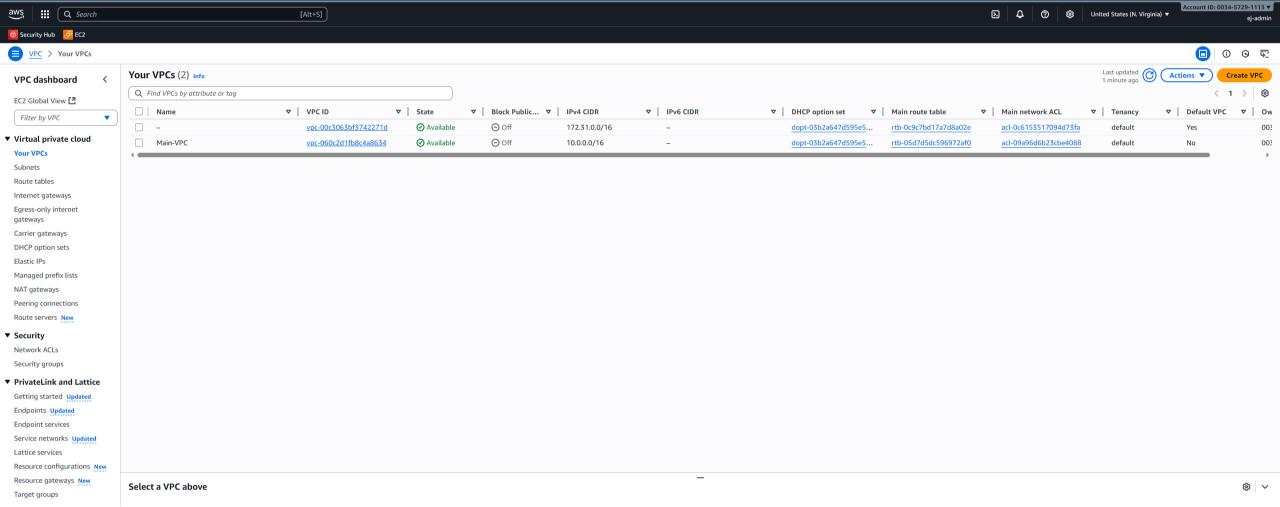 aws
Search [Alt+S]
United States (N. Virginia) ▼
Account ID: 0034-5729-1113 ▼
ej-admin
Security Hub EC2
VPC > Your VPCs
VPC dashboard
EC2 Global View
Filter by VPC
Virtual private cloud
Your VPCs
Subnets
Route tables
Internet gateways
Egress-only internet
gateways
Carrier gateways
DHCP option sets
Elastic IPs
Managed prefix lists
NAT gateways
Peering connections
Route servers New
Security
Network ACLs
Security groups
PrivateLink and Lattice
Getting started Updated
Endpoints Updated
Endpoint services
Service networks Updated
Lattice services
Resource configurations New
Resource gateways New
Target groups
Your VPCs (2) Info
Last updated
1 minute ago
Actions ▼
Create VPC
Find VPCs by attribute or tag
< 1 >
Name VPC ID State Block Public... IPv4 CIDR IPv6 CIDR DHCP option set Main route table Main network ACL Tenancy Default VPC Ow
– vpc-00c3063bf3742271d Available Off 172.31.0.0/16 – dopt-03b2a647d595e5... rtb-0c9c7bd17a7d8a02e acl-0c6153517094d73fa default Yes 003
Main-VPC vpc-060c2d1fb8c4a8634 Available Off 10.0.0.0/16 – dopt-03b2a647d595e5... rtb-05d7d5dc596972af0 acl-09a96d6b23cbe4088 default No 003
Select a VPC above